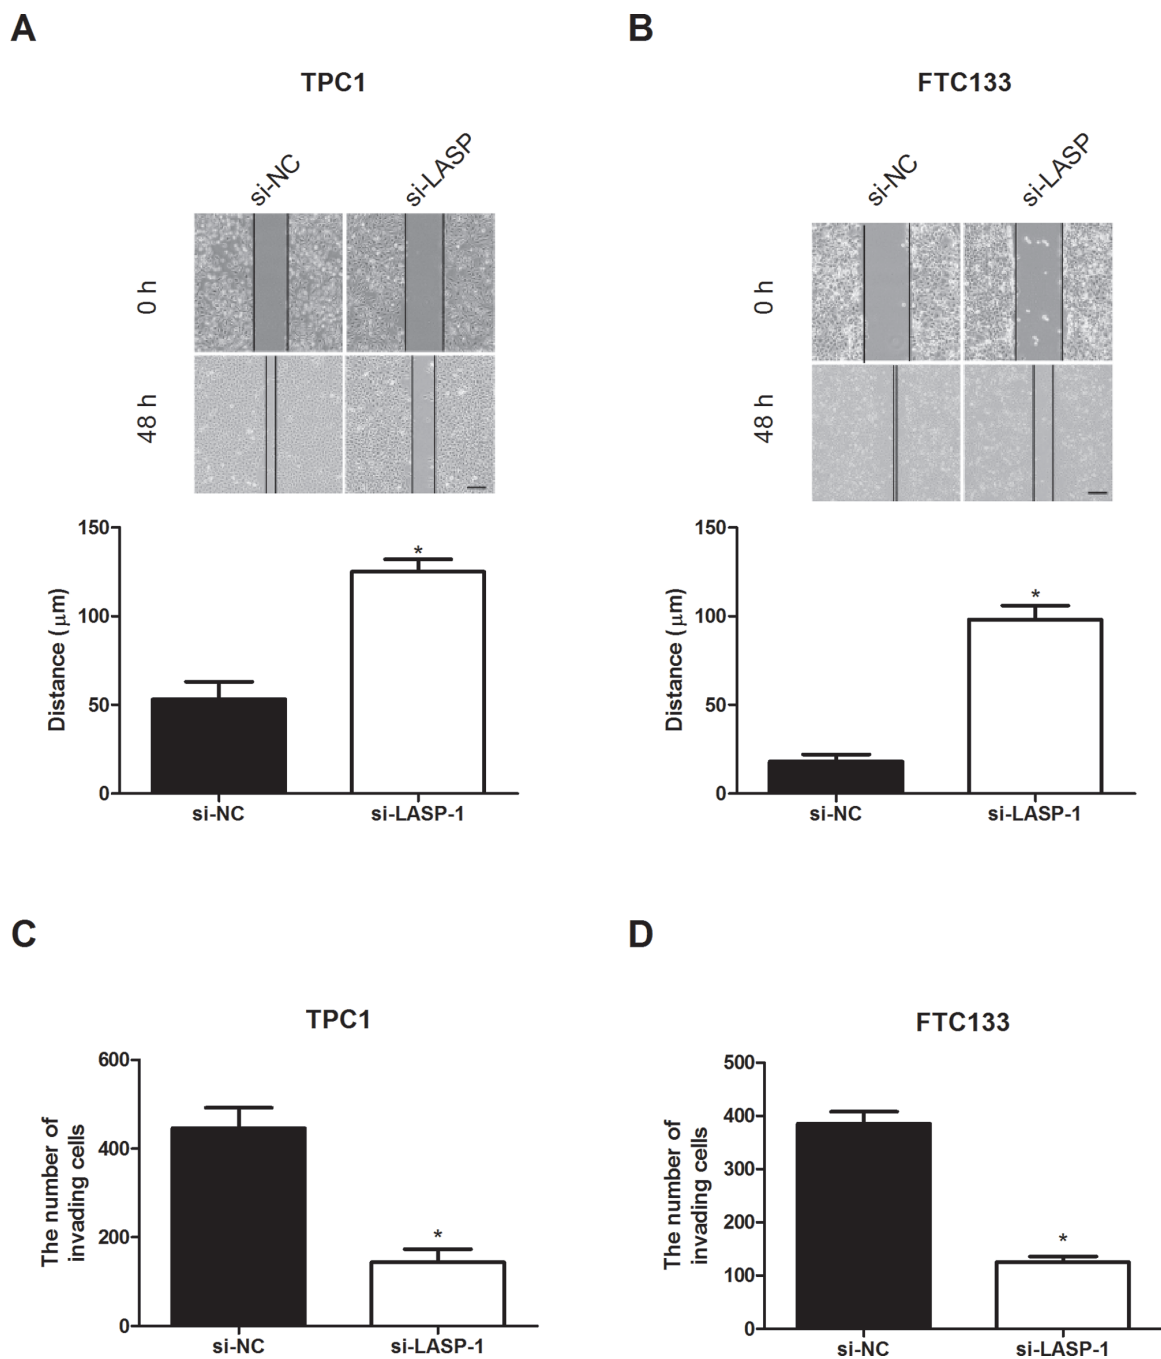 A
TPC1
si-NC
si-LASP
0 h
48 h
150
100
50
0
Distance (μm)
*
si-NC
si-LASP-1
B
FTC133
si-NC
si-LASP
0 h
48 h
150
100
50
0
Distance (μm)
*
si-NC
si-LASP-1
C
TPC1
600
400
200
0
The number of
invading cells
*
si-NC
si-LASP-1
D
FTC133
500
400
300
200
100
0
The number of
invading cells
*
si-NC
si-LASP-1